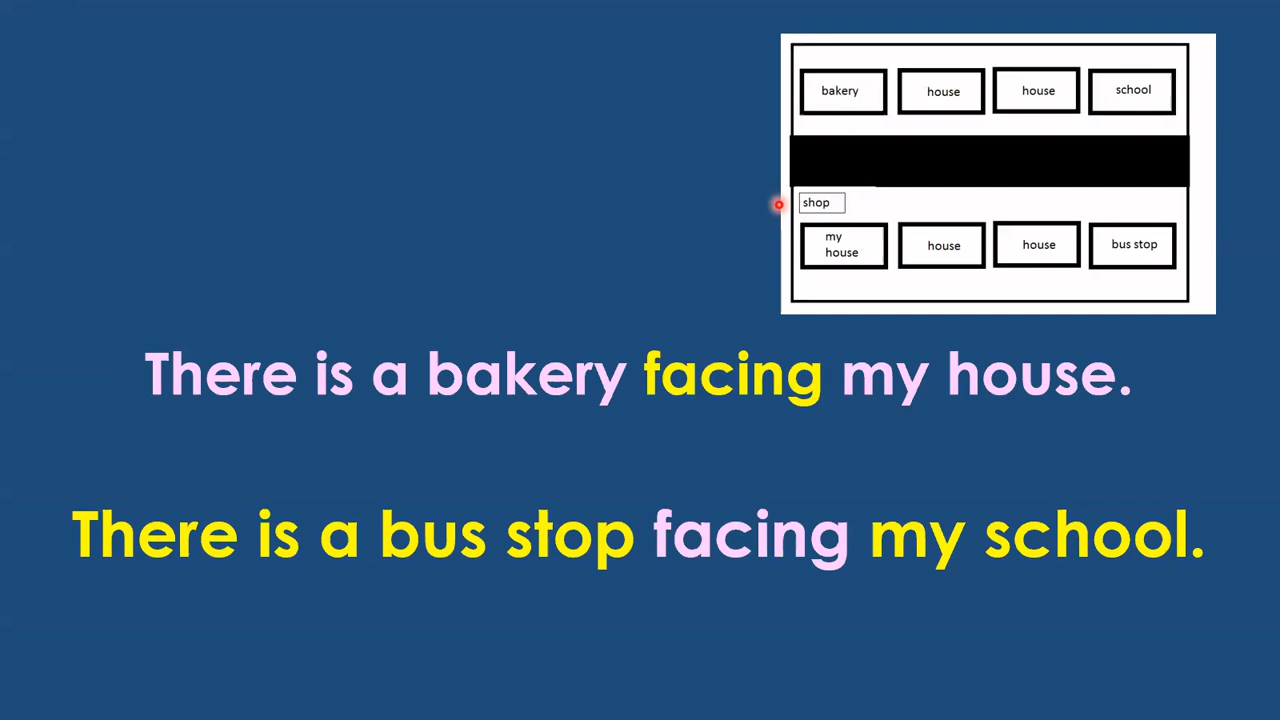 bakery house house school
shop
my
house house house bus stop
There is a bakery facing my house.
There is a bus stop facing my school.